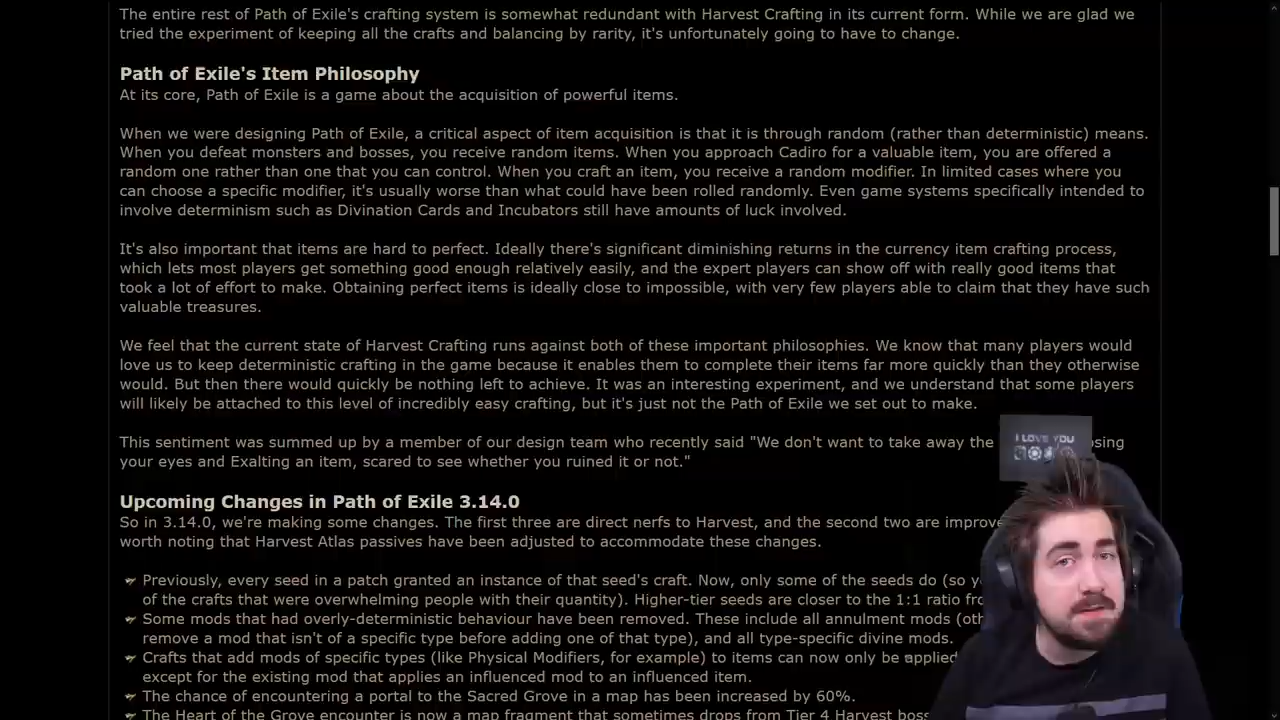 The entire rest of Path of Exile's crafting system is somewhat redundant with Harvest Crafting in its current form. While we are glad we
tried the experiment of keeping all the crafts and balancing by rarity, it's unfortunately going to have to change.
Path of Exile's Item Philosophy
At its core, Path of Exile is a game about the acquisition of powerful items.
When we were designing Path of Exile, a critical aspect of item acquisition is that it is through random (rather than deterministic) means.
When you defeat monsters and bosses, you receive random items. When you approach Cadiro for a valuable item, you are offered a
random one rather than one that you can control. When you craft an item, you receive a random modifier. In limited cases where you
can choose a specific modifier, it's usually worse than what could have been rolled randomly. Even game systems specifically intended to
involve determinism such as Divination Cards and Incubators still have amounts of luck involved.
It's also important that items are hard to perfect. Ideally there's significant diminishing returns in the currency item crafting process,
which lets most players get something good enough relatively easily, and the expert players can show off with really good items that
took a lot of effort to make. Obtaining perfect items is ideally close to impossible, with very few players able to claim that they have such
valuable treasures.
We feel that the current state of Harvest Crafting runs against both of these important philosophies. We know that many players would
love us to keep deterministic crafting in the game because it enables them to complete their items far more quickly than they otherwise
would. But then there would quickly be nothing left to achieve. It was an interesting experiment, and we understand that some players
will likely be attached to this level of incredibly easy crafting, but it's just not the Path of Exile we set out to make.
This sentiment was summed up by a member of our design team who recently said "We don't want to take away the osing
your eyes and Exalting an item, scared to see whether you ruined it or not."
I LOVE YOU
Upcoming Changes in Path of Exile 3.14.0
So in 3.14.0, we're making some changes. The first three are direct nerfs to Harvest, and the second two are improve
worth noting that Harvest Atlas passives have been adjusted to accommodate these changes.
Previously, every seed in a patch granted an instance of that seed's craft. Now, only some of the seeds do (so y
of the crafts that were overwhelming people with their quantity). Higher-tier seeds are closer to the 1:1 ratio fr
Some mods that had overly-deterministic behaviour have been removed. These include all annulment mods (oth
remove a mod that isn't of a specific type before adding one of that type), and all type-specific divine mods.
Crafts that add mods of specific types (like Physical Modifiers, for example) to items can now only be applied
except for the existing mod that applies an influenced mod to an influenced item.
The chance of encountering a portal to the Sacred Grove in a map has been increased by 60%.
The Heart of the Grove encounter is now a map fragment that sometimes drops from Tier 4 Harvest boss